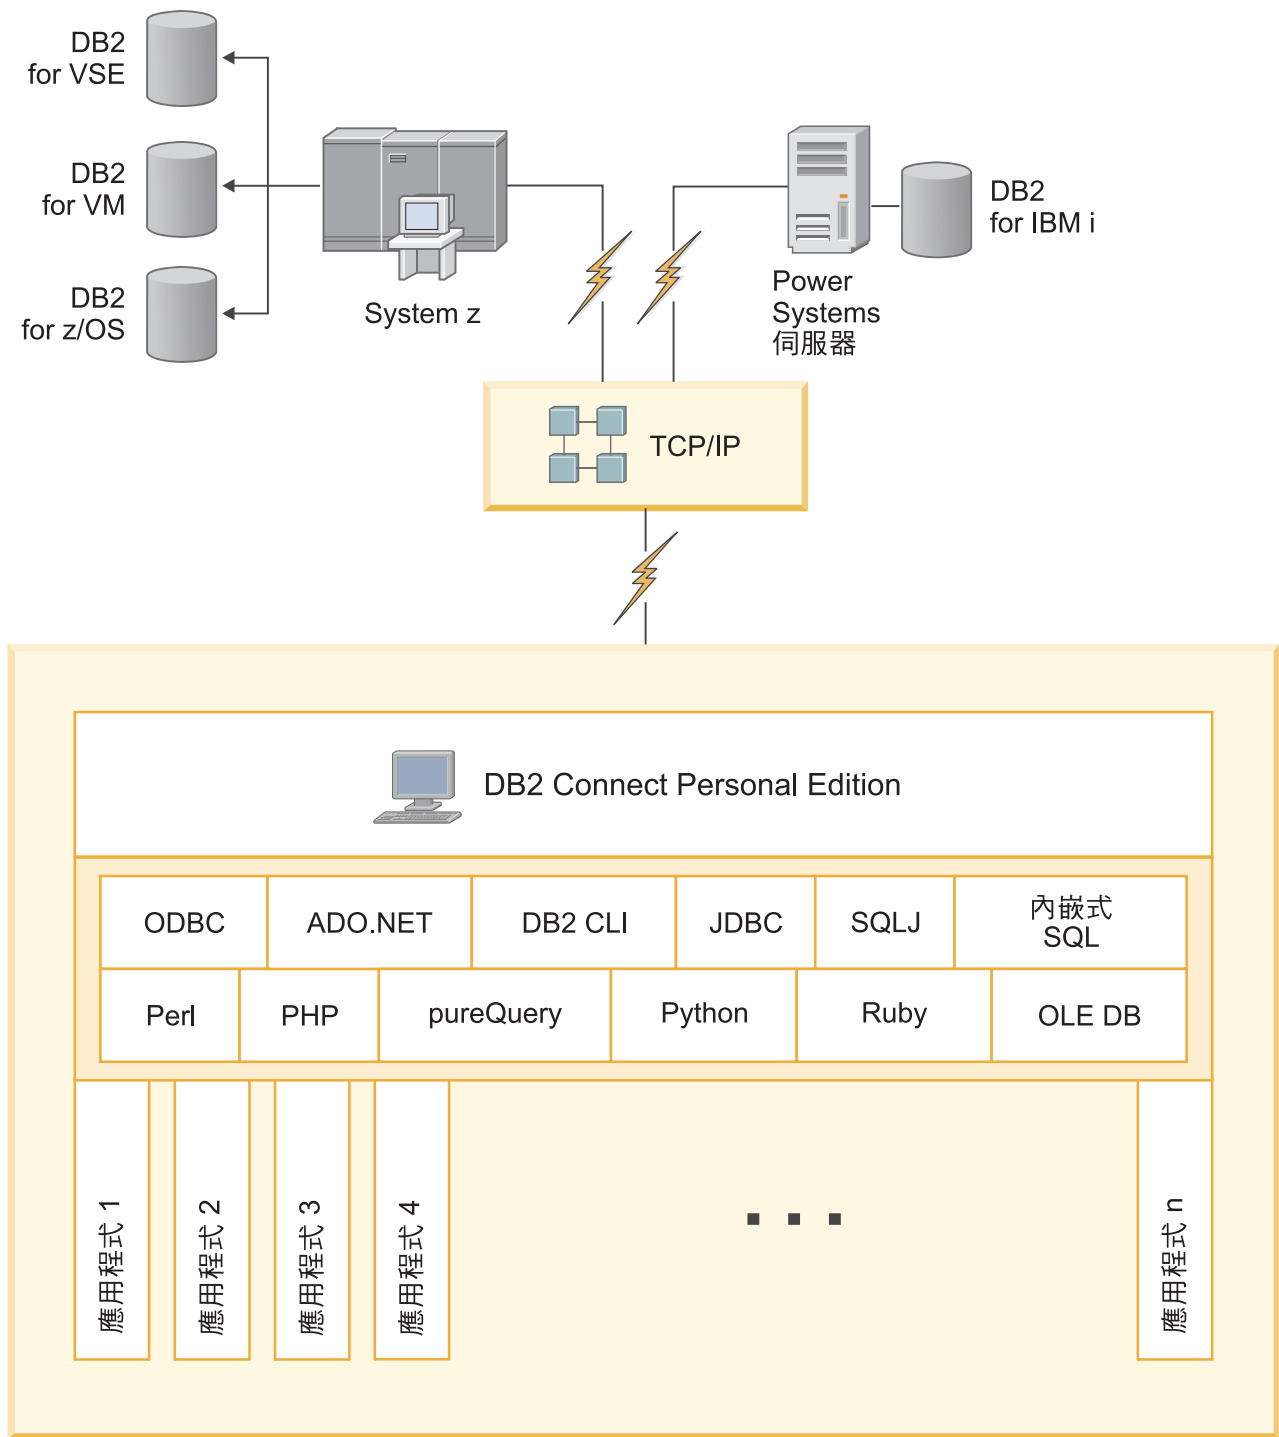 DB2
for VSE
DB2
for VM
DB2
for z/OS
System z
Power
Systems
伺服器
DB2
for IBM i
TCP/IP
DB2 Connect Personal Edition
ODBC
ADO.NET
DB2 CLI
JDBC
SQLJ
內嵌式
SQL
Perl
PHP
pureQuery
Python
Ruby
OLE DB
應用程式 1
應用程式 2
應用程式 3
應用程式 4
應用程式 n